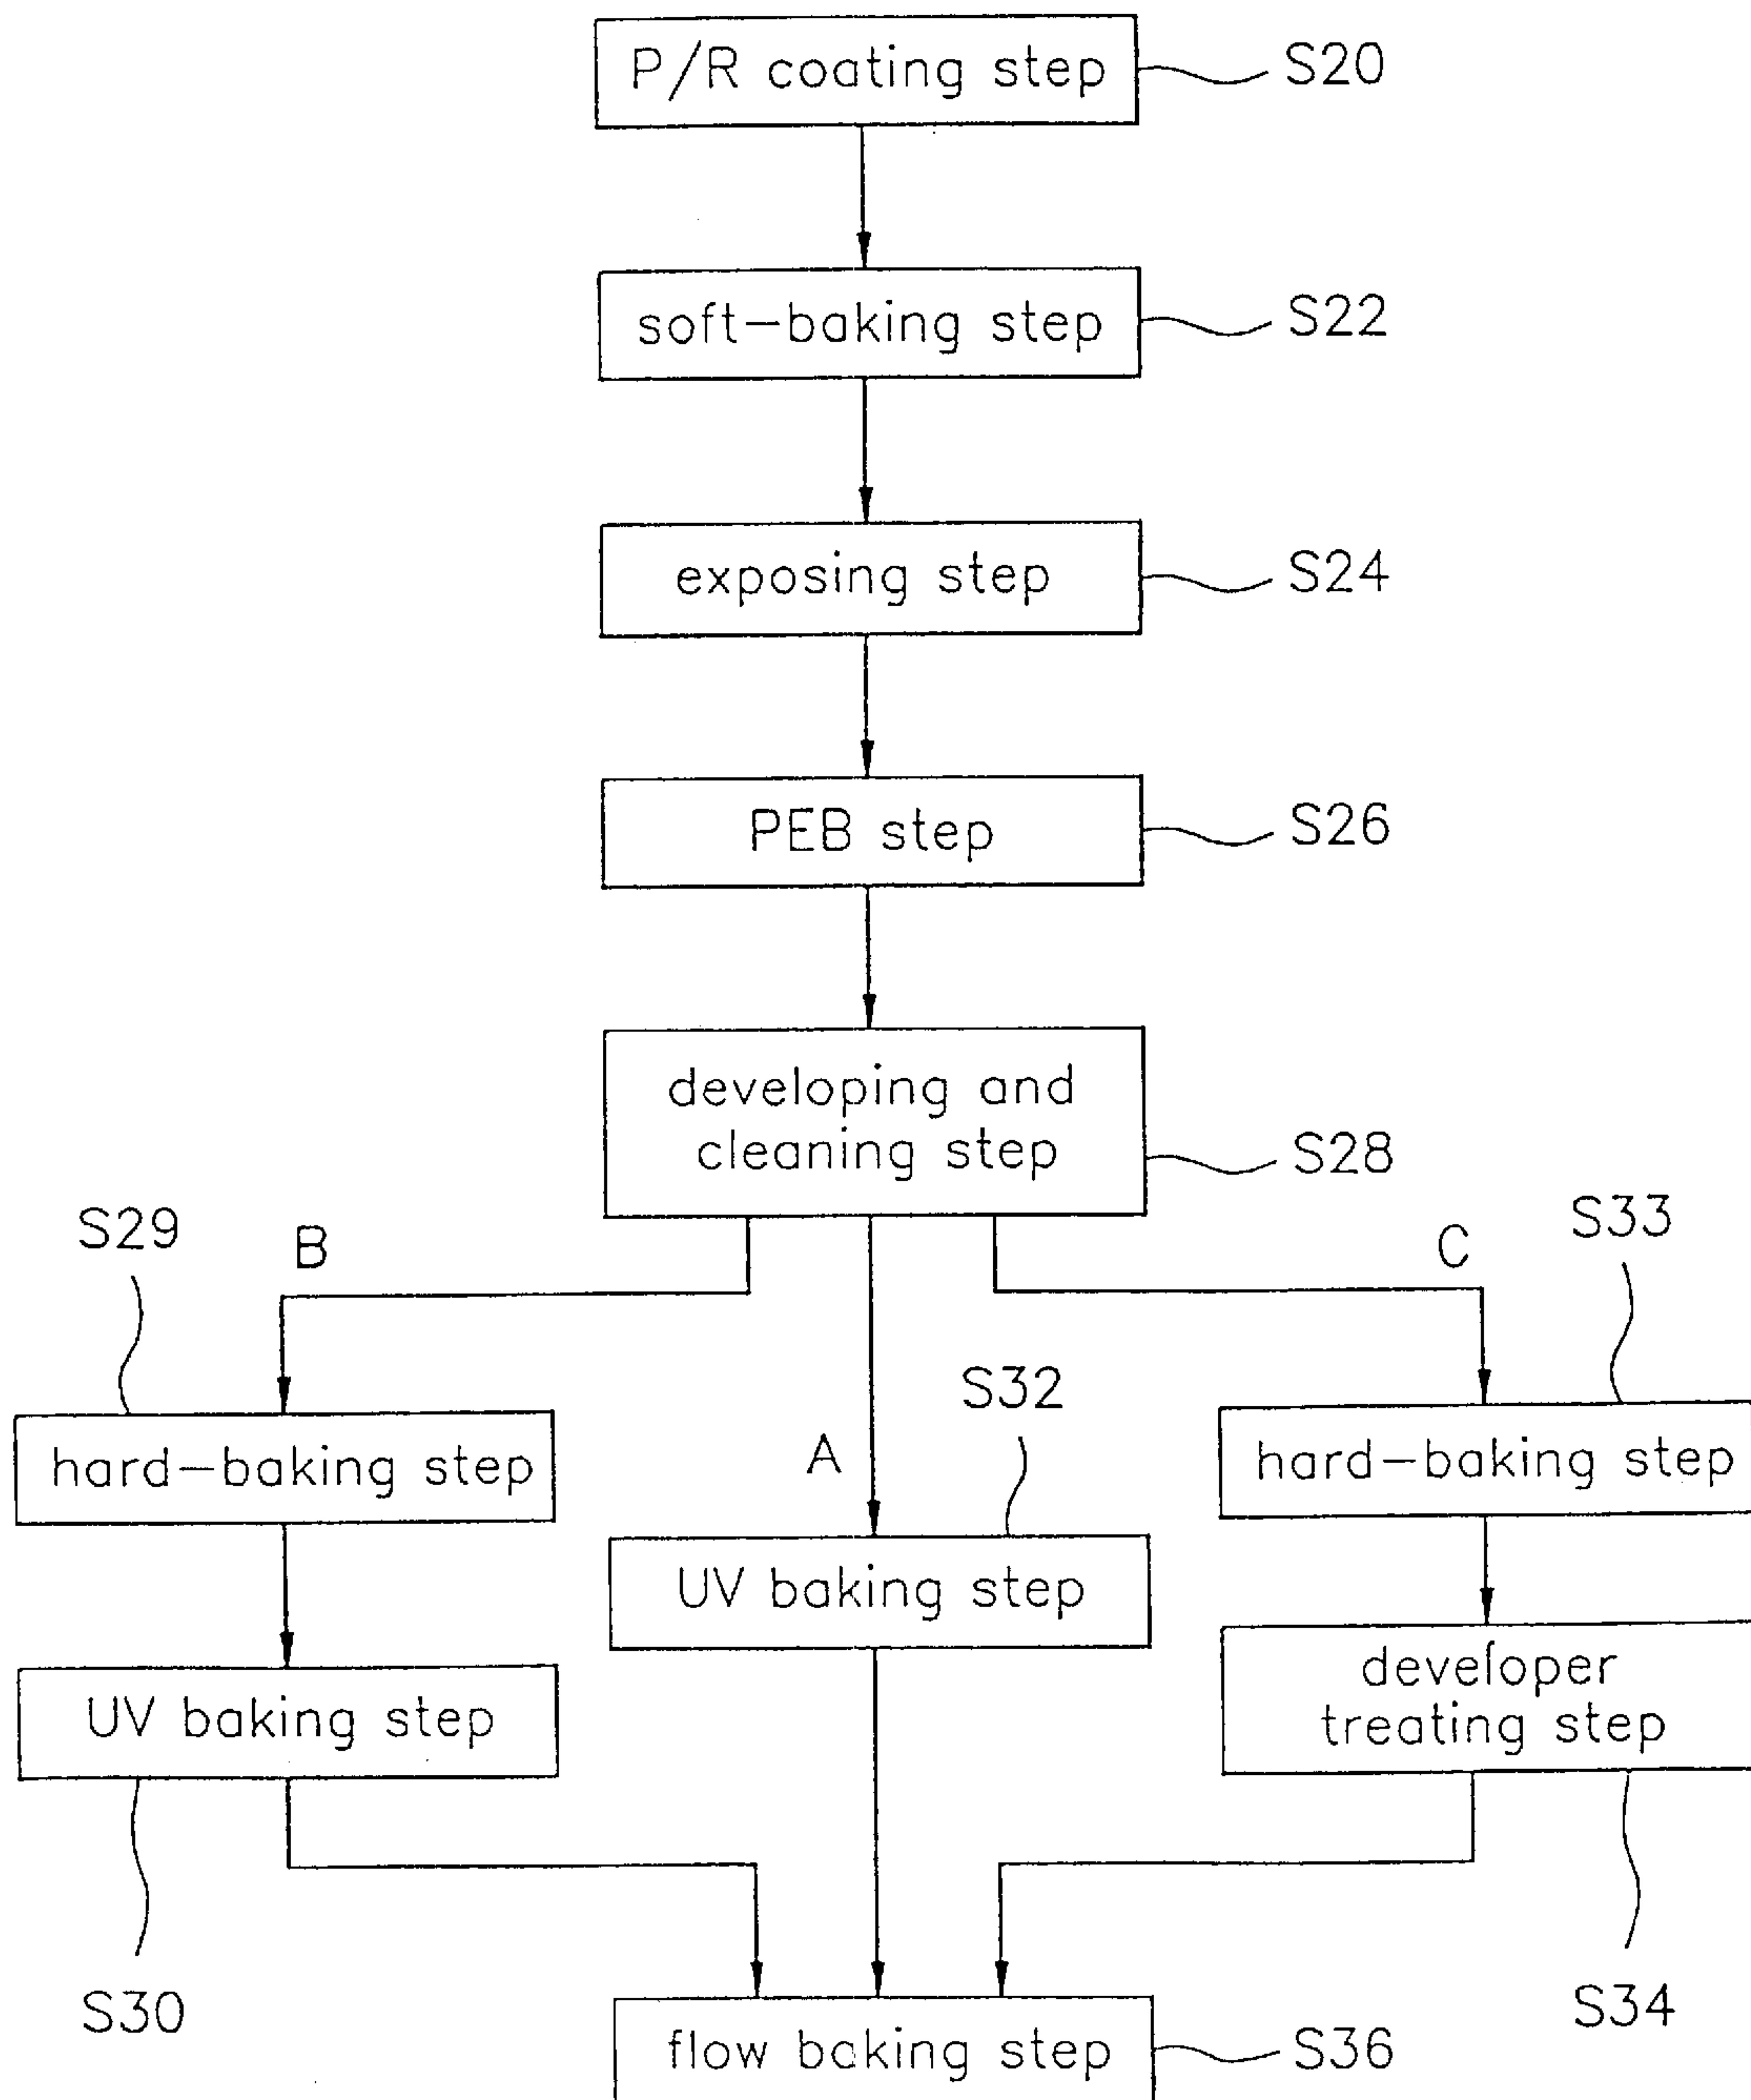 P/R coating step
S20
soft-baking step
S22
exposing step
S24
PEB step
S26
developing and
cleaning step
S28
S29
B
S33
C
S32
A
hard-baking step
hard-baking step
UV baking step
UV baking step
developer
treating step
S30
S34
flow baking step
S36